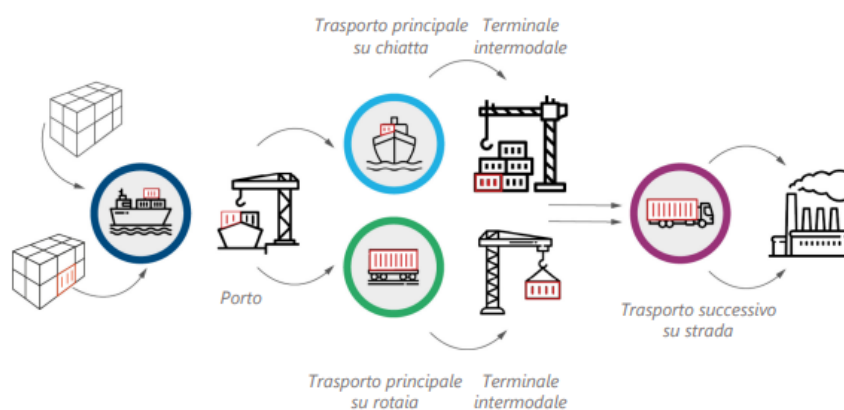 Trasporto principale
su chiatta
Terminale
intermodale
Porto
Trasporto successivo
su strada
Trasporto principale
su rotaia
Terminale
intermodale